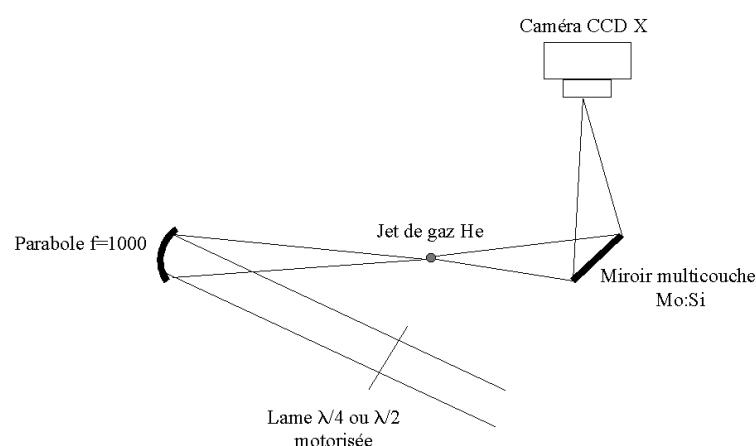 Caméra CCD X
Jet de gaz He
Parabole f=1000
Miroir multicouche
Mo:Si
Lame λ/4 ou λ/2
motorisée